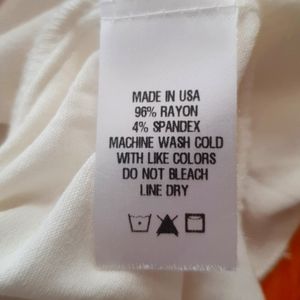 MADE IN USA
96% RAYON
4% SPANDEX
MACHINE WASH COLD
WITH LIKE COLORS
DO NOT BLEACH
LINE DRY